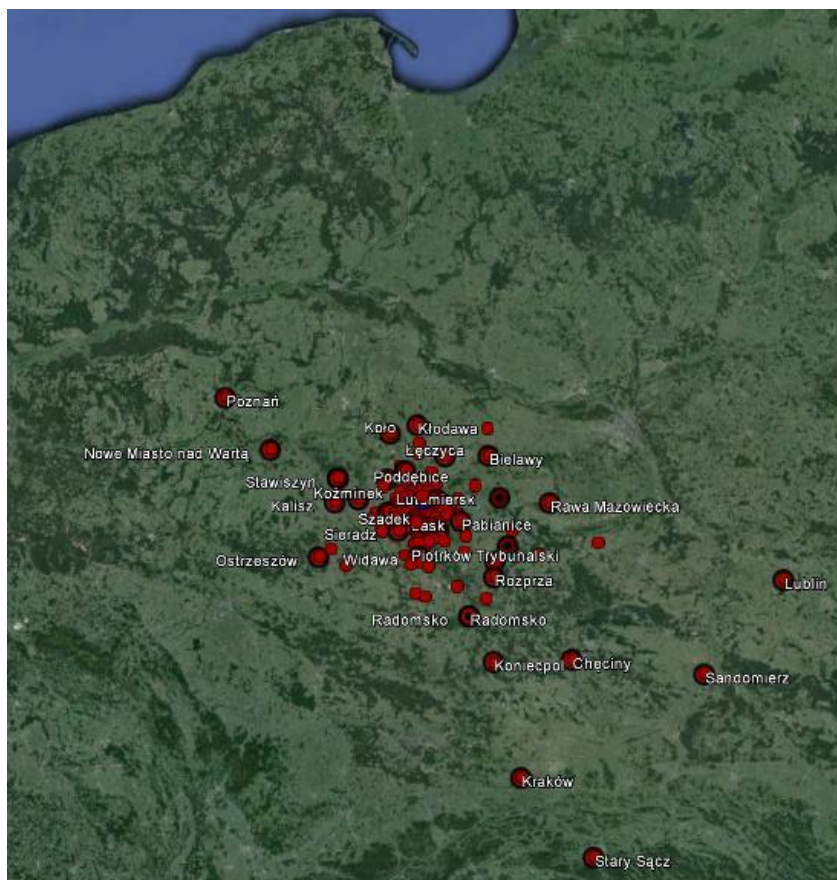 Poznań
Koło
Kłodawa
Nowe Miasto nad Wartą
Łęczyca
Bielawy
Stawiszyn
Poddębice
Koźminek
Lutomiersk
Kalisz
Rawa Mazowiecka
Szadek
Łask
Pabianice
Sieradz
Ostrzeszów
Widawa
Piotrków Trybunalski
Rozprza
Lublin
Radomsko
Radomsko
Koniecpol
Chęciny
Sandomierz
Kraków
Stary Sącz